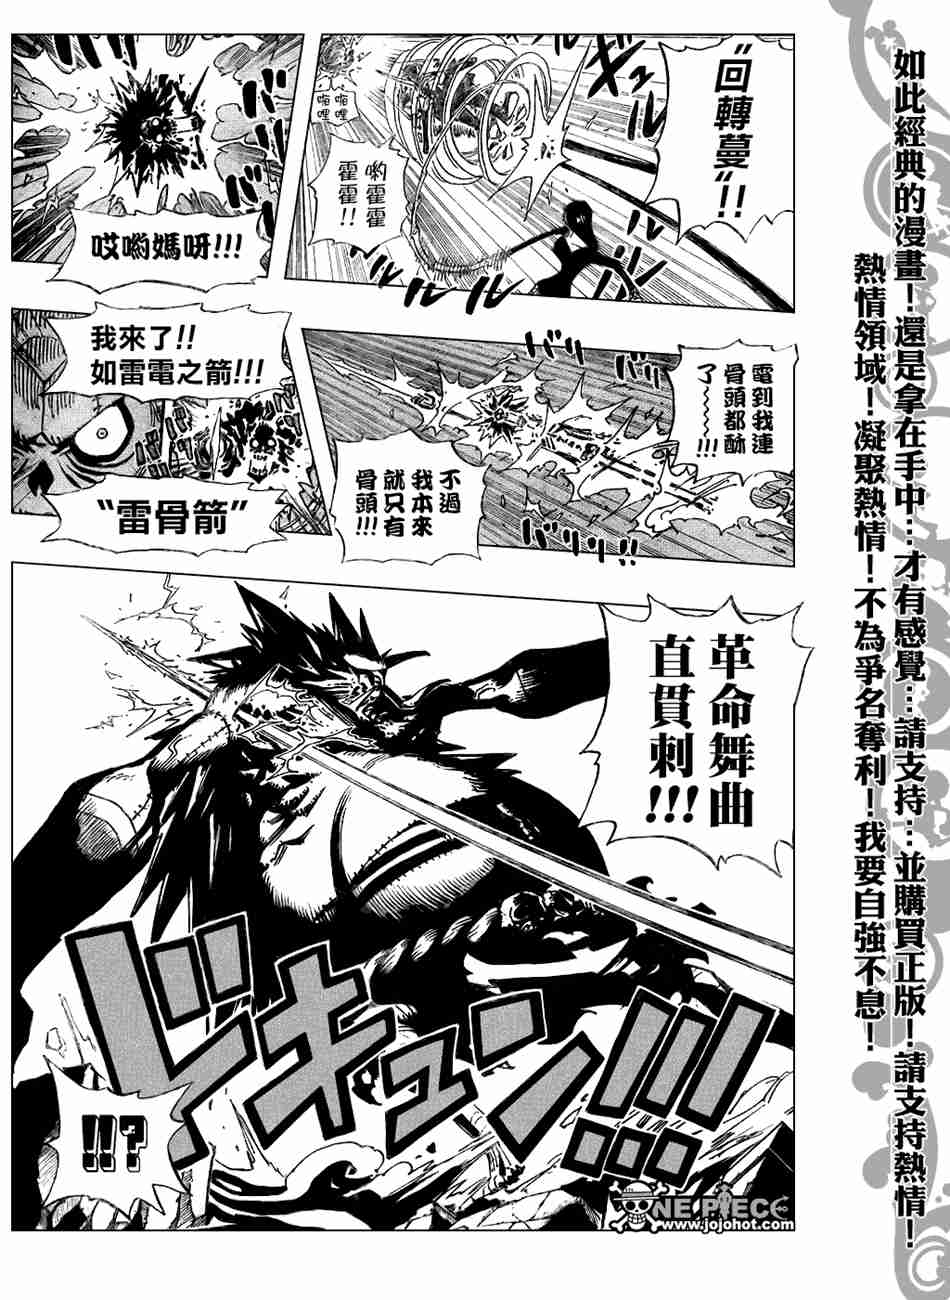 “回轉蔓”!!
喲霍霍
霍霍!!
嗡哩
嗡哩
哎喲媽呀!!!
電到我連
骨頭都酥
了～～～!!!
不過
我本來
就只有
骨頭!!!
我來了!!
如雷電之箭!!!
“雷骨箭”
革命舞曲
直貫刺!!!
ドキュン!!!
!!?
ONE PIECE
www.jojohot.com
如此經典的漫畫！還是拿在手中…才有感覺…請支持…並購買正版！請支持熱情！
熱情領域！凝聚熱情！不為爭名奪利！我要自強不息！